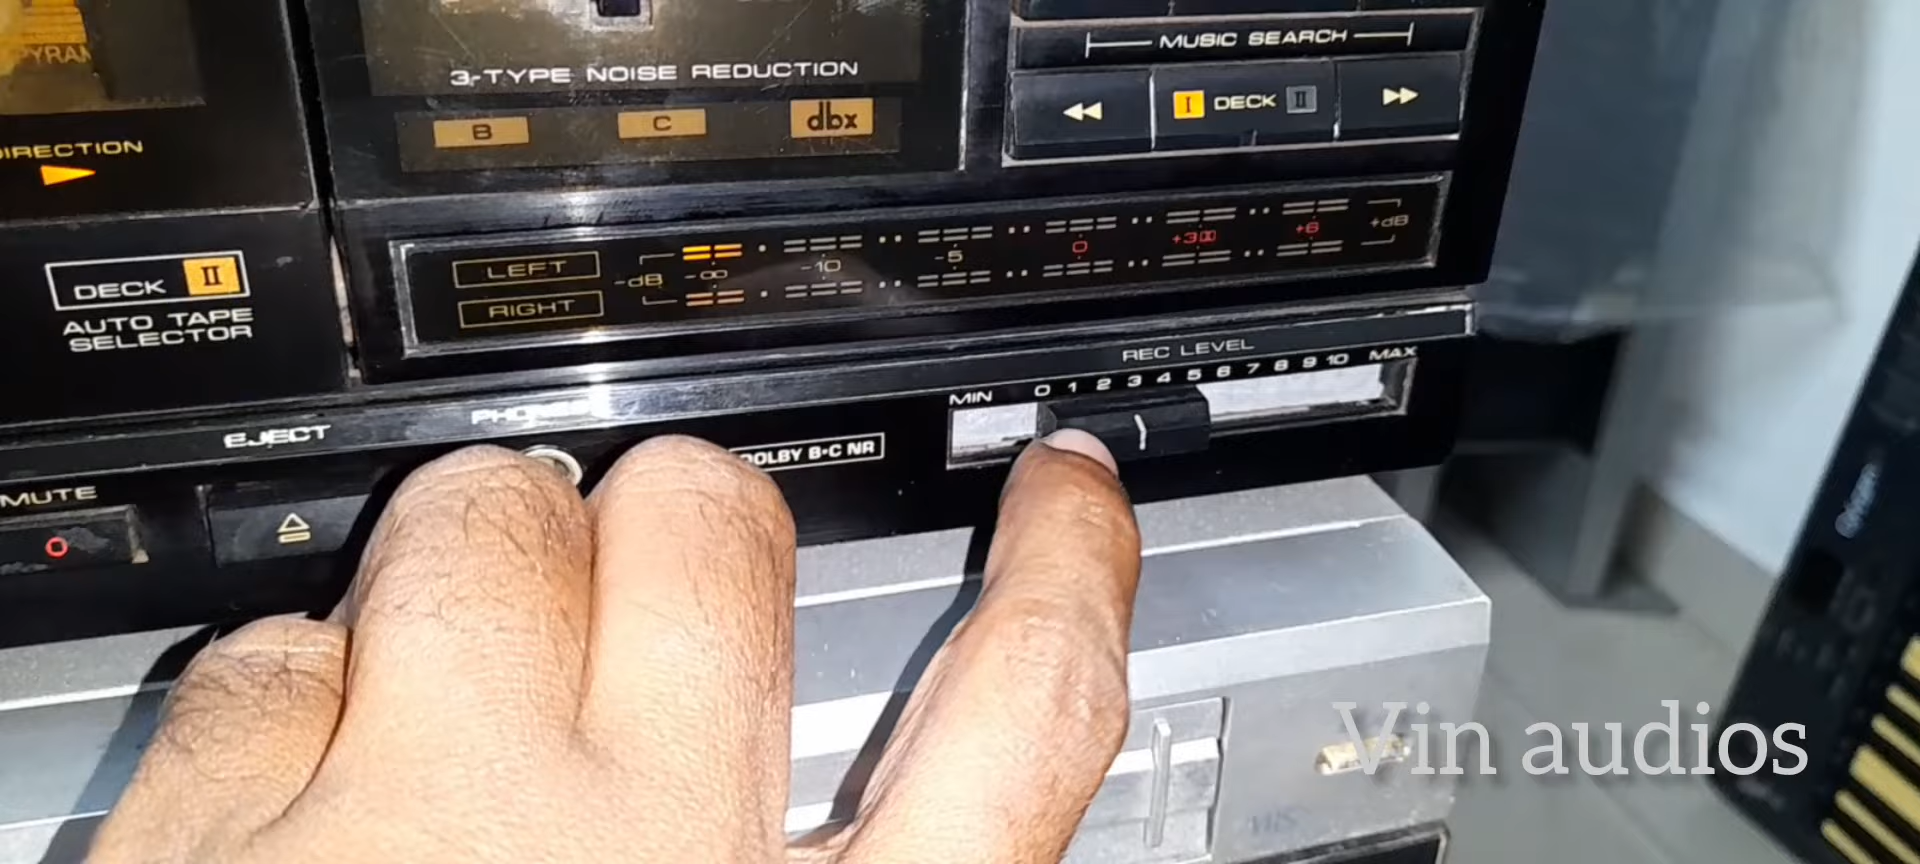 MUSIC SEARCH
3-TYPE NOISE REDUCTION
B C dbx
I DECK II
DIRECTION
DECK II
AUTO TAPE
SELECTOR
LEFT
RIGHT
-dB -∞ -10 -5 0 +3 +6 +dB
REC LEVEL
MIN 0 1 2 3 4 5 6 7 8 9 10 MAX
EJECT
PHONES
DOLBY B·C NR
MUTE
Vin audios